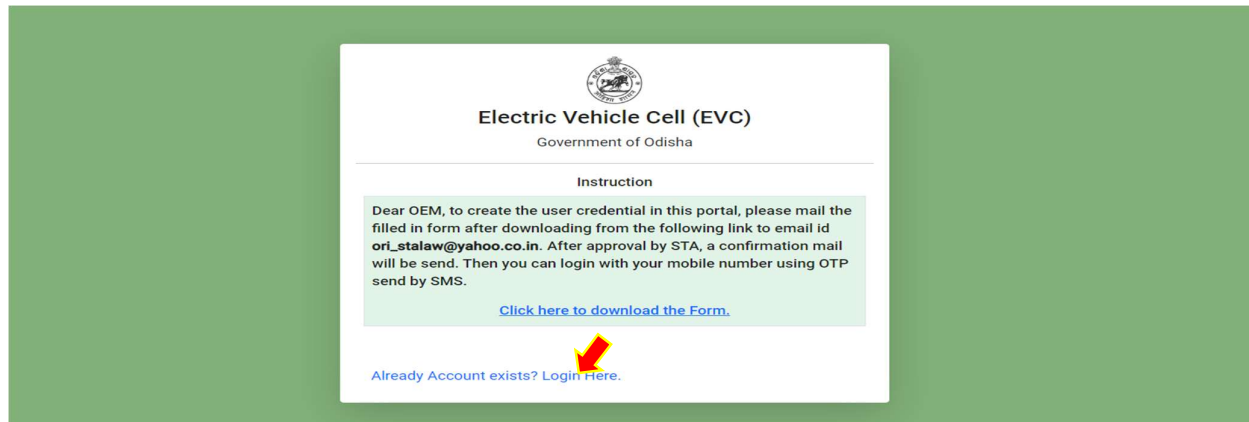 Electric Vehicle Cell (EVC)
Government of Odisha
Instruction
Dear OEM, to create the user credential in this portal, please mail the
filled in form after downloading from the following link to email id
ori_stalaw@yahoo.co.in. After approval by STA, a confirmation mail
will be send. Then you can login with your mobile number using OTP
send by SMS.
Click here to download the Form.
Already Account exists? Login Here.